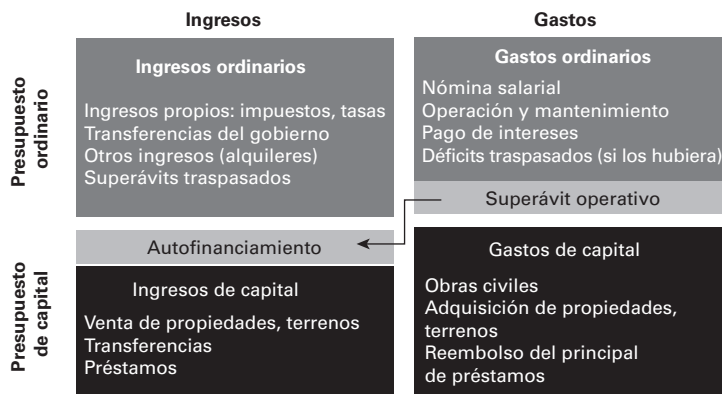 Ingresos
Gastos
Presupuesto
ordinario
Ingresos ordinarios
Ingresos propios: impuestos, tasas
Transferencias del gobierno
Otros ingresos (alquileres)
Superávits traspasados
Gastos ordinarios
Nómina salarial
Operación y mantenimiento
Pago de intereses
Déficits traspasados (si los hubiera)
Superávit operativo
Presupuesto
de capital
Autofinanciamiento
Ingresos de capital
Venta de propiedades, terrenos
Transferencias
Préstamos
Gastos de capital
Obras civiles
Adquisición de propiedades,
terrenos
Reembolso del principal
de préstamos